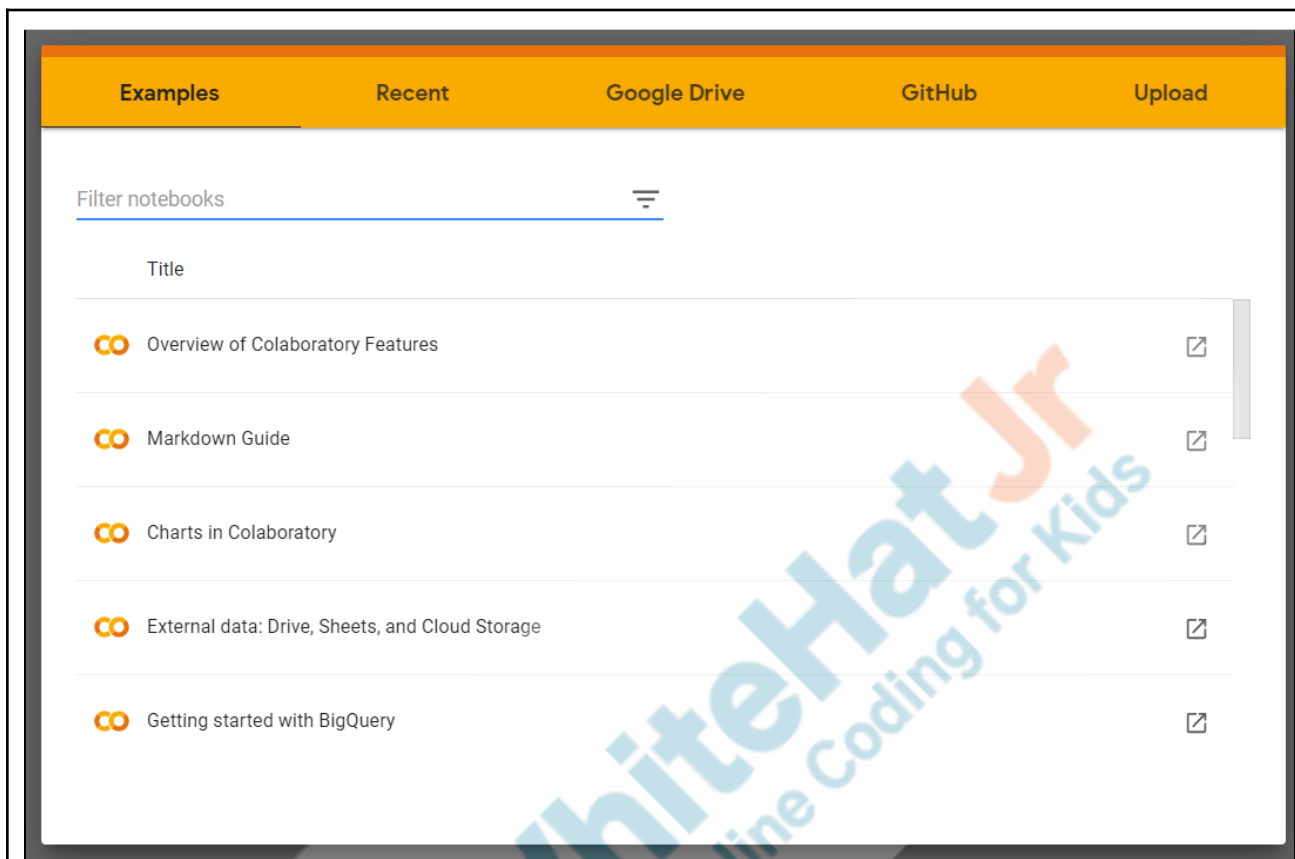 Examples Recent Google Drive GitHub Upload
Filter notebooks
Title
CO Overview of Colaboratory Features
CO Markdown Guide
CO Charts in Colaboratory
CO External data: Drive, Sheets, and Cloud Storage
CO Getting started with BigQuery
WhiteHat Jr
line Coding for Kids